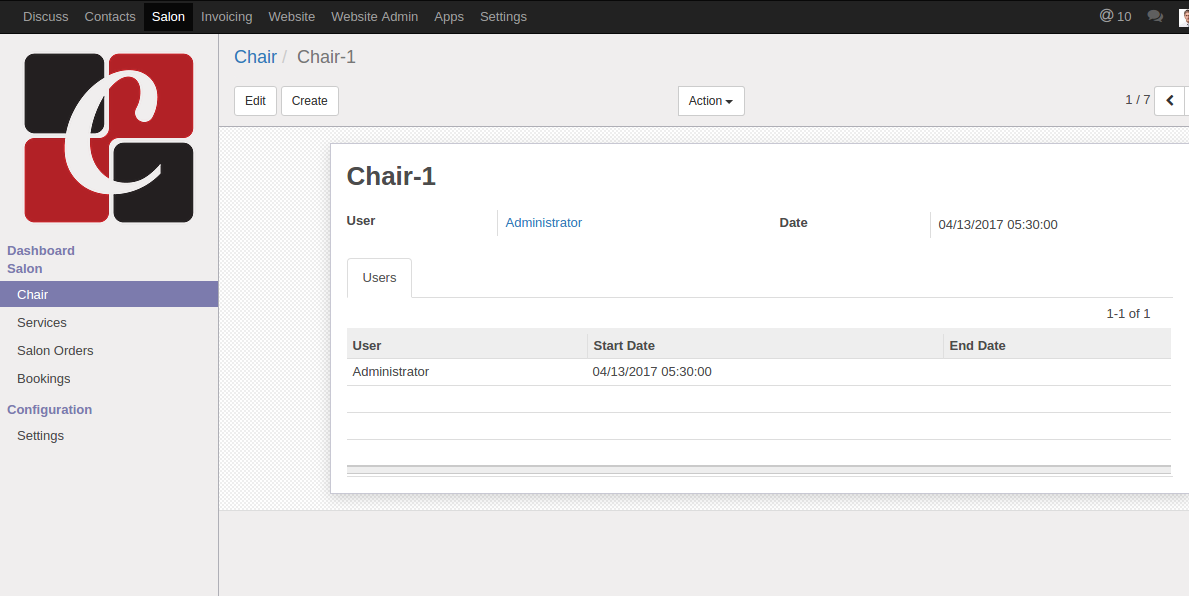 Discuss Contacts Salon Invoicing Website Website Admin Apps Settings @ 10
C
Chair / Chair-1
Edit Create Action 1 / 7
Chair-1
User Administrator Date 04/13/2017 05:30:00
Users
1-1 of 1
User Start Date End Date
Administrator 04/13/2017 05:30:00
Dashboard
Salon
Chair
Services
Salon Orders
Bookings
Configuration
Settings